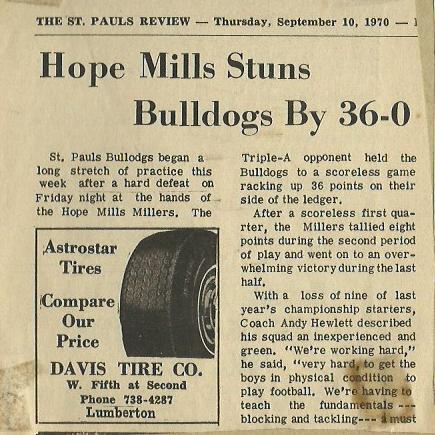 THE ST. PAULS REVIEW — Thursday, September 10, 1970 —
Hope Mills Stuns
Bulldogs By 36-0
St. Pauls Bullodgs began a
long stretch of practice this
week after a hard defeat on
Friday night at the hands of
the Hope Mills Millers. The
Triple-A opponent held the
Bulldogs to a scoreless game
racking up 36 points on their
side of the ledger.
After a scoreless first qua-
rter, the Millers tallied eight
points during the second period
of play and went on to an over-
whelming victory during the last
half.
With a loss of nine of last
year's championship starters,
Coach Andy Hewlett described
his squad an inexperienced and
green. "We're working hard,"
he said, "very hard, to get the
boys in physical condition to
play football. We're having to
teach the fundamentals ---
blocking and tackling--- a must
Astrostar
Tires
Compare
Our
Price
DAVIS TIRE CO.
W. Fifth at Second
Phone 738-4287
Lumberton